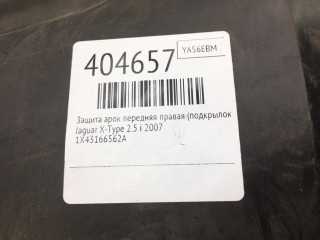 404657
YA56EBM
Защита арок передняя правая (подкрылок
Jaguar X-Type 2.5 i 2007
1X43166562A